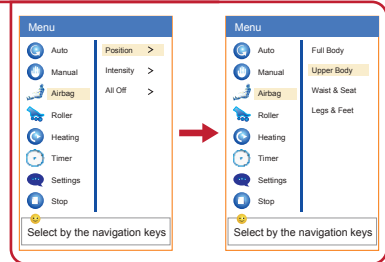 Menu
Auto
Manual
Airbag
Roller
Heating
Timer
Settings
Stop
Position >
Intensity >
All Off >
Select by the navigation keys
Menu
Auto
Manual
Airbag
Roller
Heating
Timer
Settings
Stop
Full Body
Upper Body
Waist & Seat
Legs & Feet
Select by the navigation keys